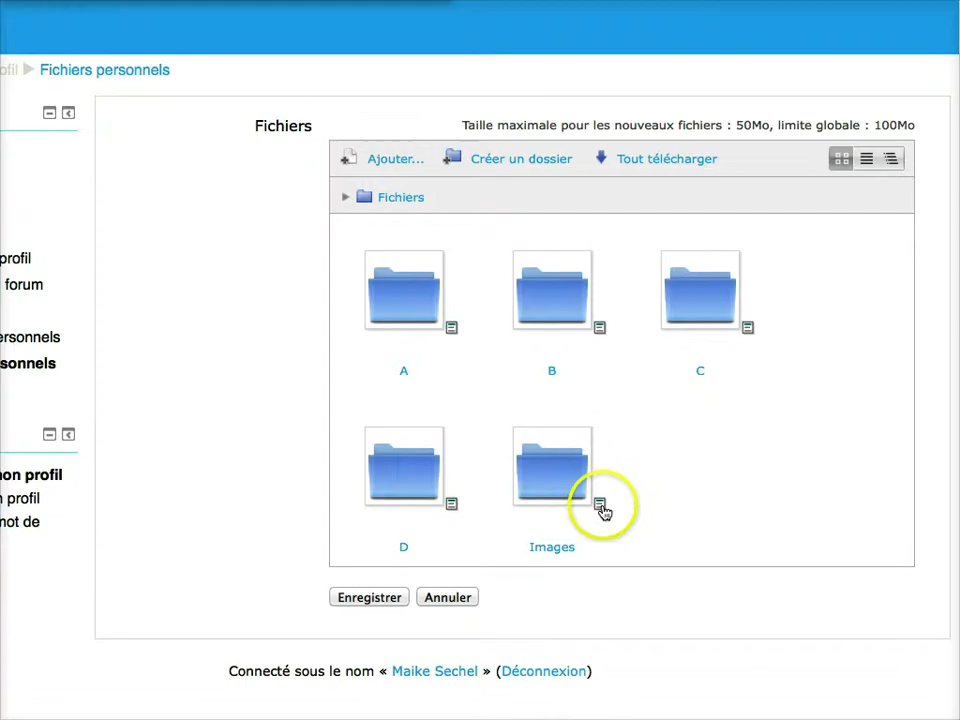 ofil Fichiers personnels
Fichiers
Taille maximale pour les nouveaux fichiers : 50Mo, limite globale : 100Mo
Ajouter... Créer un dossier Tout télécharger
Fichiers
profil
forum
ersonnels
sonnels
A B C
on profil
n profil
not de
D Images
Enregistrer Annuler
Connecté sous le nom « Maike Sechel » (Déconnexion)